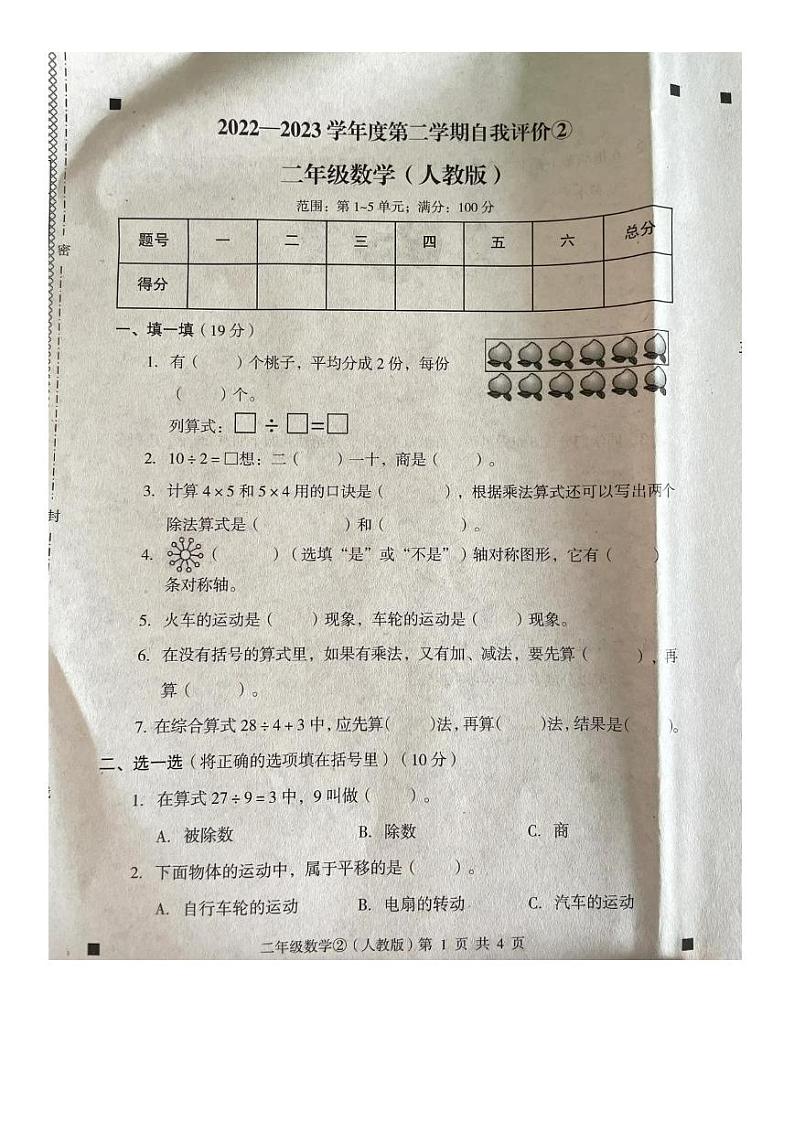 2022—2023学年度第二学期自我评价②
二年级数学(人教版)
范围:第1~5单元;满分:100分
题号 一 二 三 四 五 六 总分
得分
密
封
一、填一填(19分)
1. 有( )个桃子,平均分成2份,每份
( )个。
列算式:□÷□=□
2. 10÷2=□想:二( )一十,商是( )。
3. 计算4×5和5×4用的口诀是( ),根据乘法算式还可以写出两个
除法算式是( )和( )。
4. ( )(选填“是”或“不是”)轴对称图形,它有( )
条对称轴。
5. 火车的运动是( )现象,车轮的运动是( )现象。
6. 在没有括号的算式里,如果有乘法,又有加、减法,要先算( ),再
算( )。
7. 在综合算式28÷4+3中,应先算( )法,再算( )法,结果是( )。
二、选一选(将正确的选项填在括号里)(10分)
1. 在算式27÷9=3中,9叫做( )。
A. 被除数 B. 除数 C. 商
2. 下面物体的运动中,属于平移的是( )。
A. 自行车轮的运动 B. 电扇的转动 C. 汽车的运动
二年级数学②(人教版)第 1 页 共 4 页